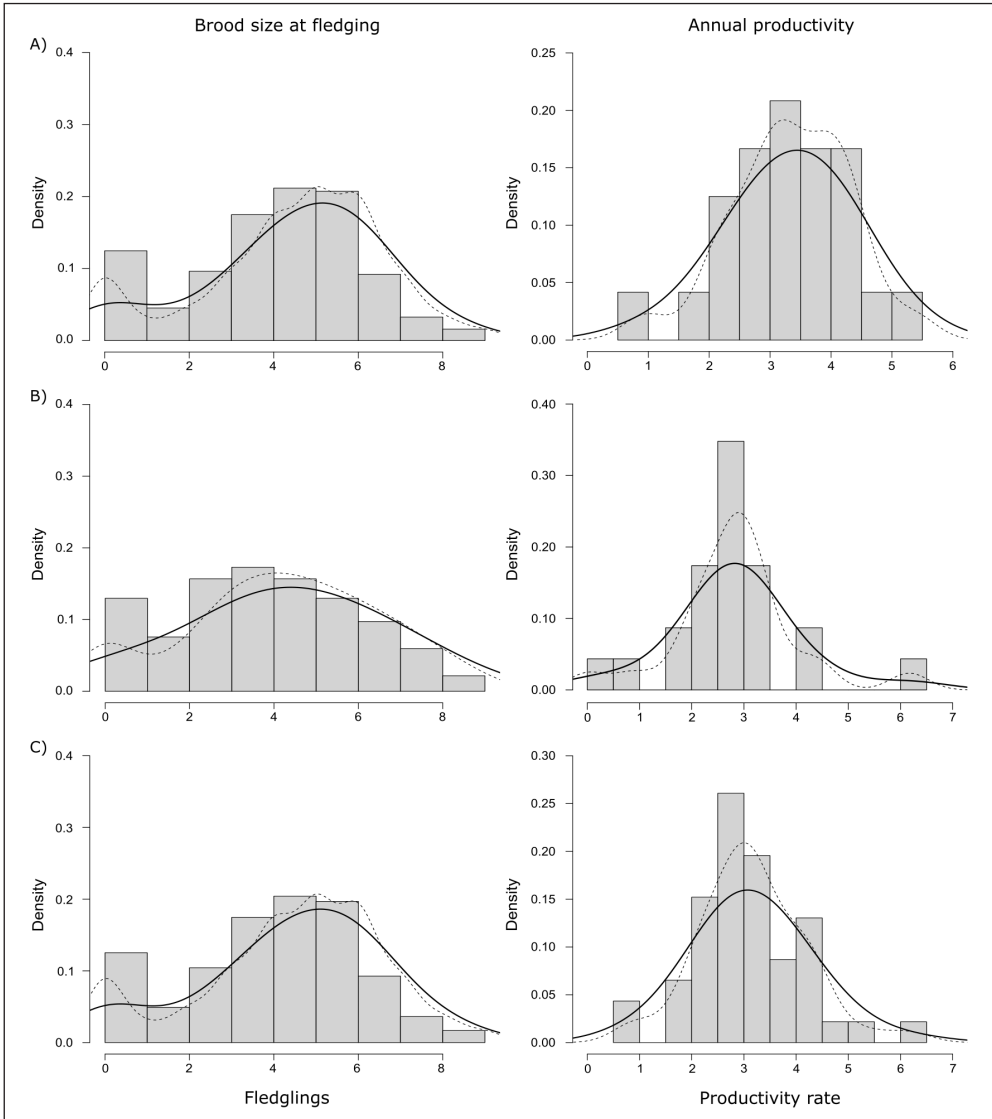 Brood size at fledging
Annual productivity
A)
Density
0.4
0.3
0.2
0.1
0.0
0 2 4 6 8
Density
0.25
0.20
0.15
0.10
0.05
0.00
0 1 2 3 4 5 6
B)
Density
0.4
0.3
0.2
0.1
0.0
0 2 4 6 8
Density
0.40
0.30
0.20
0.10
0.00
0 1 2 3 4 5 6 7
C)
Density
0.4
0.3
0.2
0.1
0.0
0 2 4 6 8
Fledglings
Density
0.30
0.25
0.20
0.15
0.10
0.05
0.00
0 1 2 3 4 5 6 7
Productivity rate